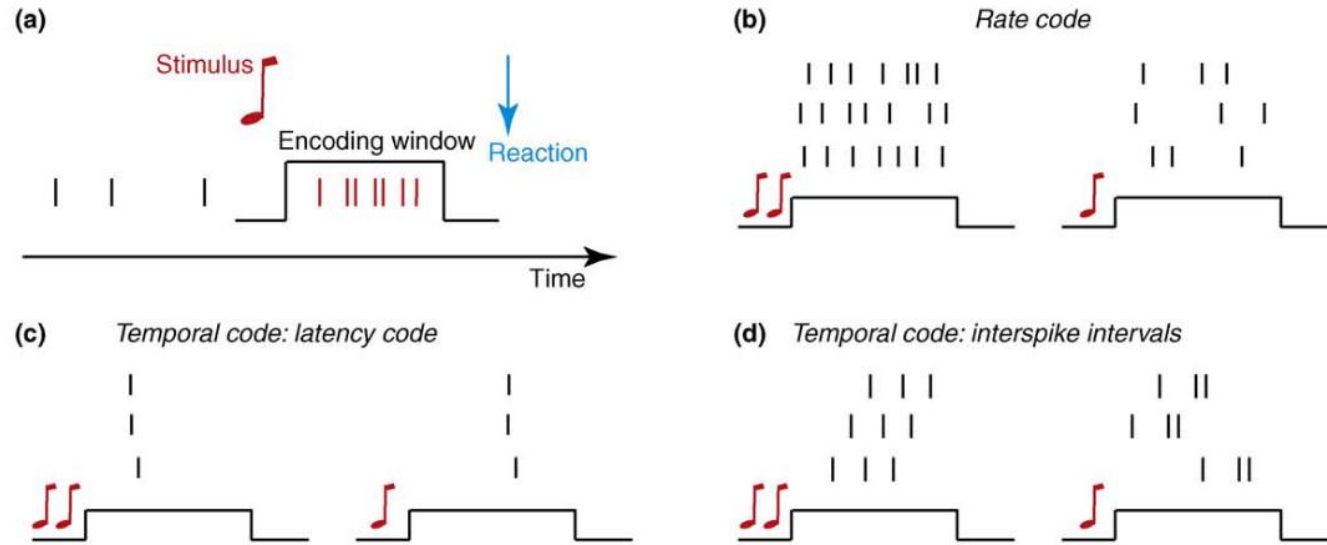 (a)
Stimulus
Encoding window
Reaction
Time
(b)
Rate code
(c)
Temporal code: latency code
(d)
Temporal code: interspike intervals